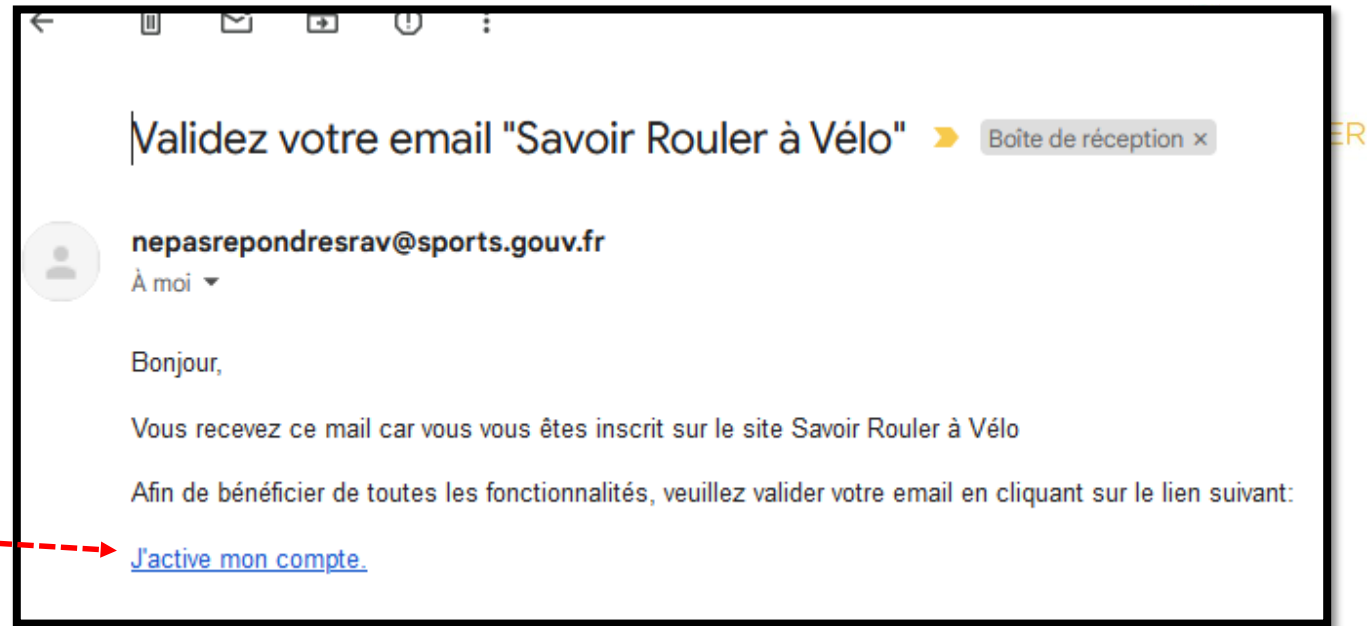 Validez votre email "Savoir Rouler à Vélo" Boîte de réception ×
ER
nepasrepondresrav@sports.gouv.fr
À moi
Bonjour,
Vous recevez ce mail car vous vous êtes inscrit sur le site Savoir Rouler à Vélo
Afin de bénéficier de toutes les fonctionnalités, veuillez valider votre email en cliquant sur le lien suivant:
J'active mon compte.